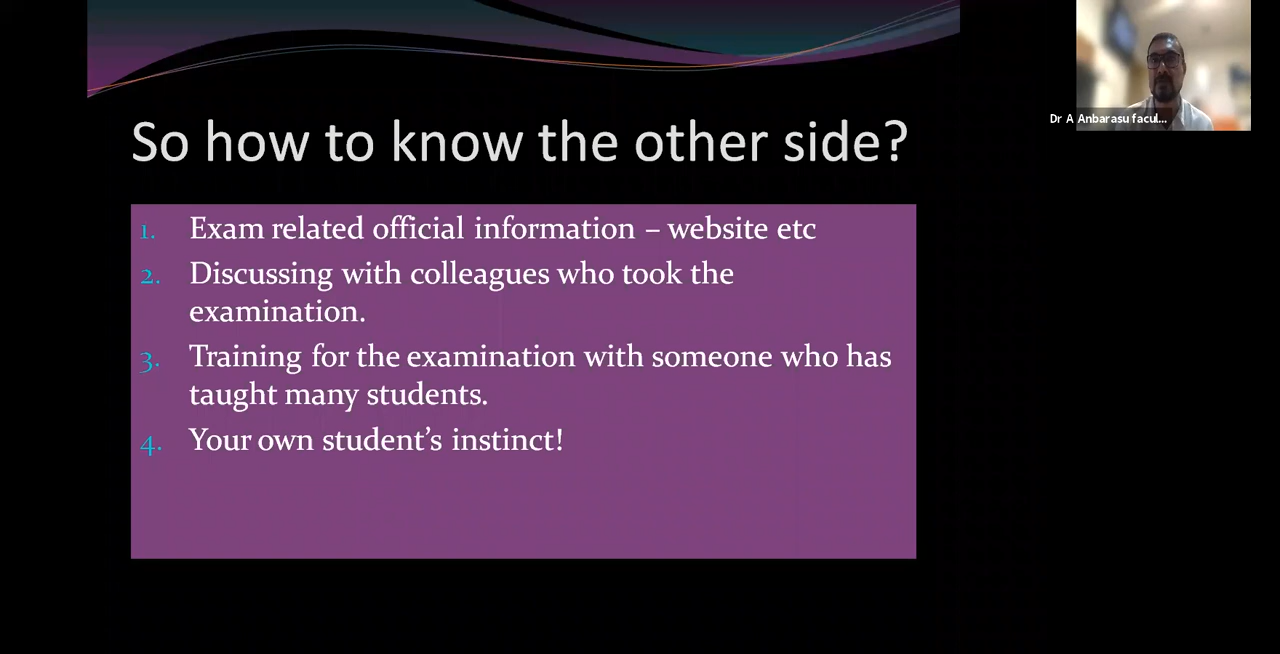 So how to know the other side?
1. Exam related official information – website etc
2. Discussing with colleagues who took the
examination.
3. Training for the examination with someone who has
taught many students.
4. Your own student’s instinct!
Dr A Anbarasu facul...